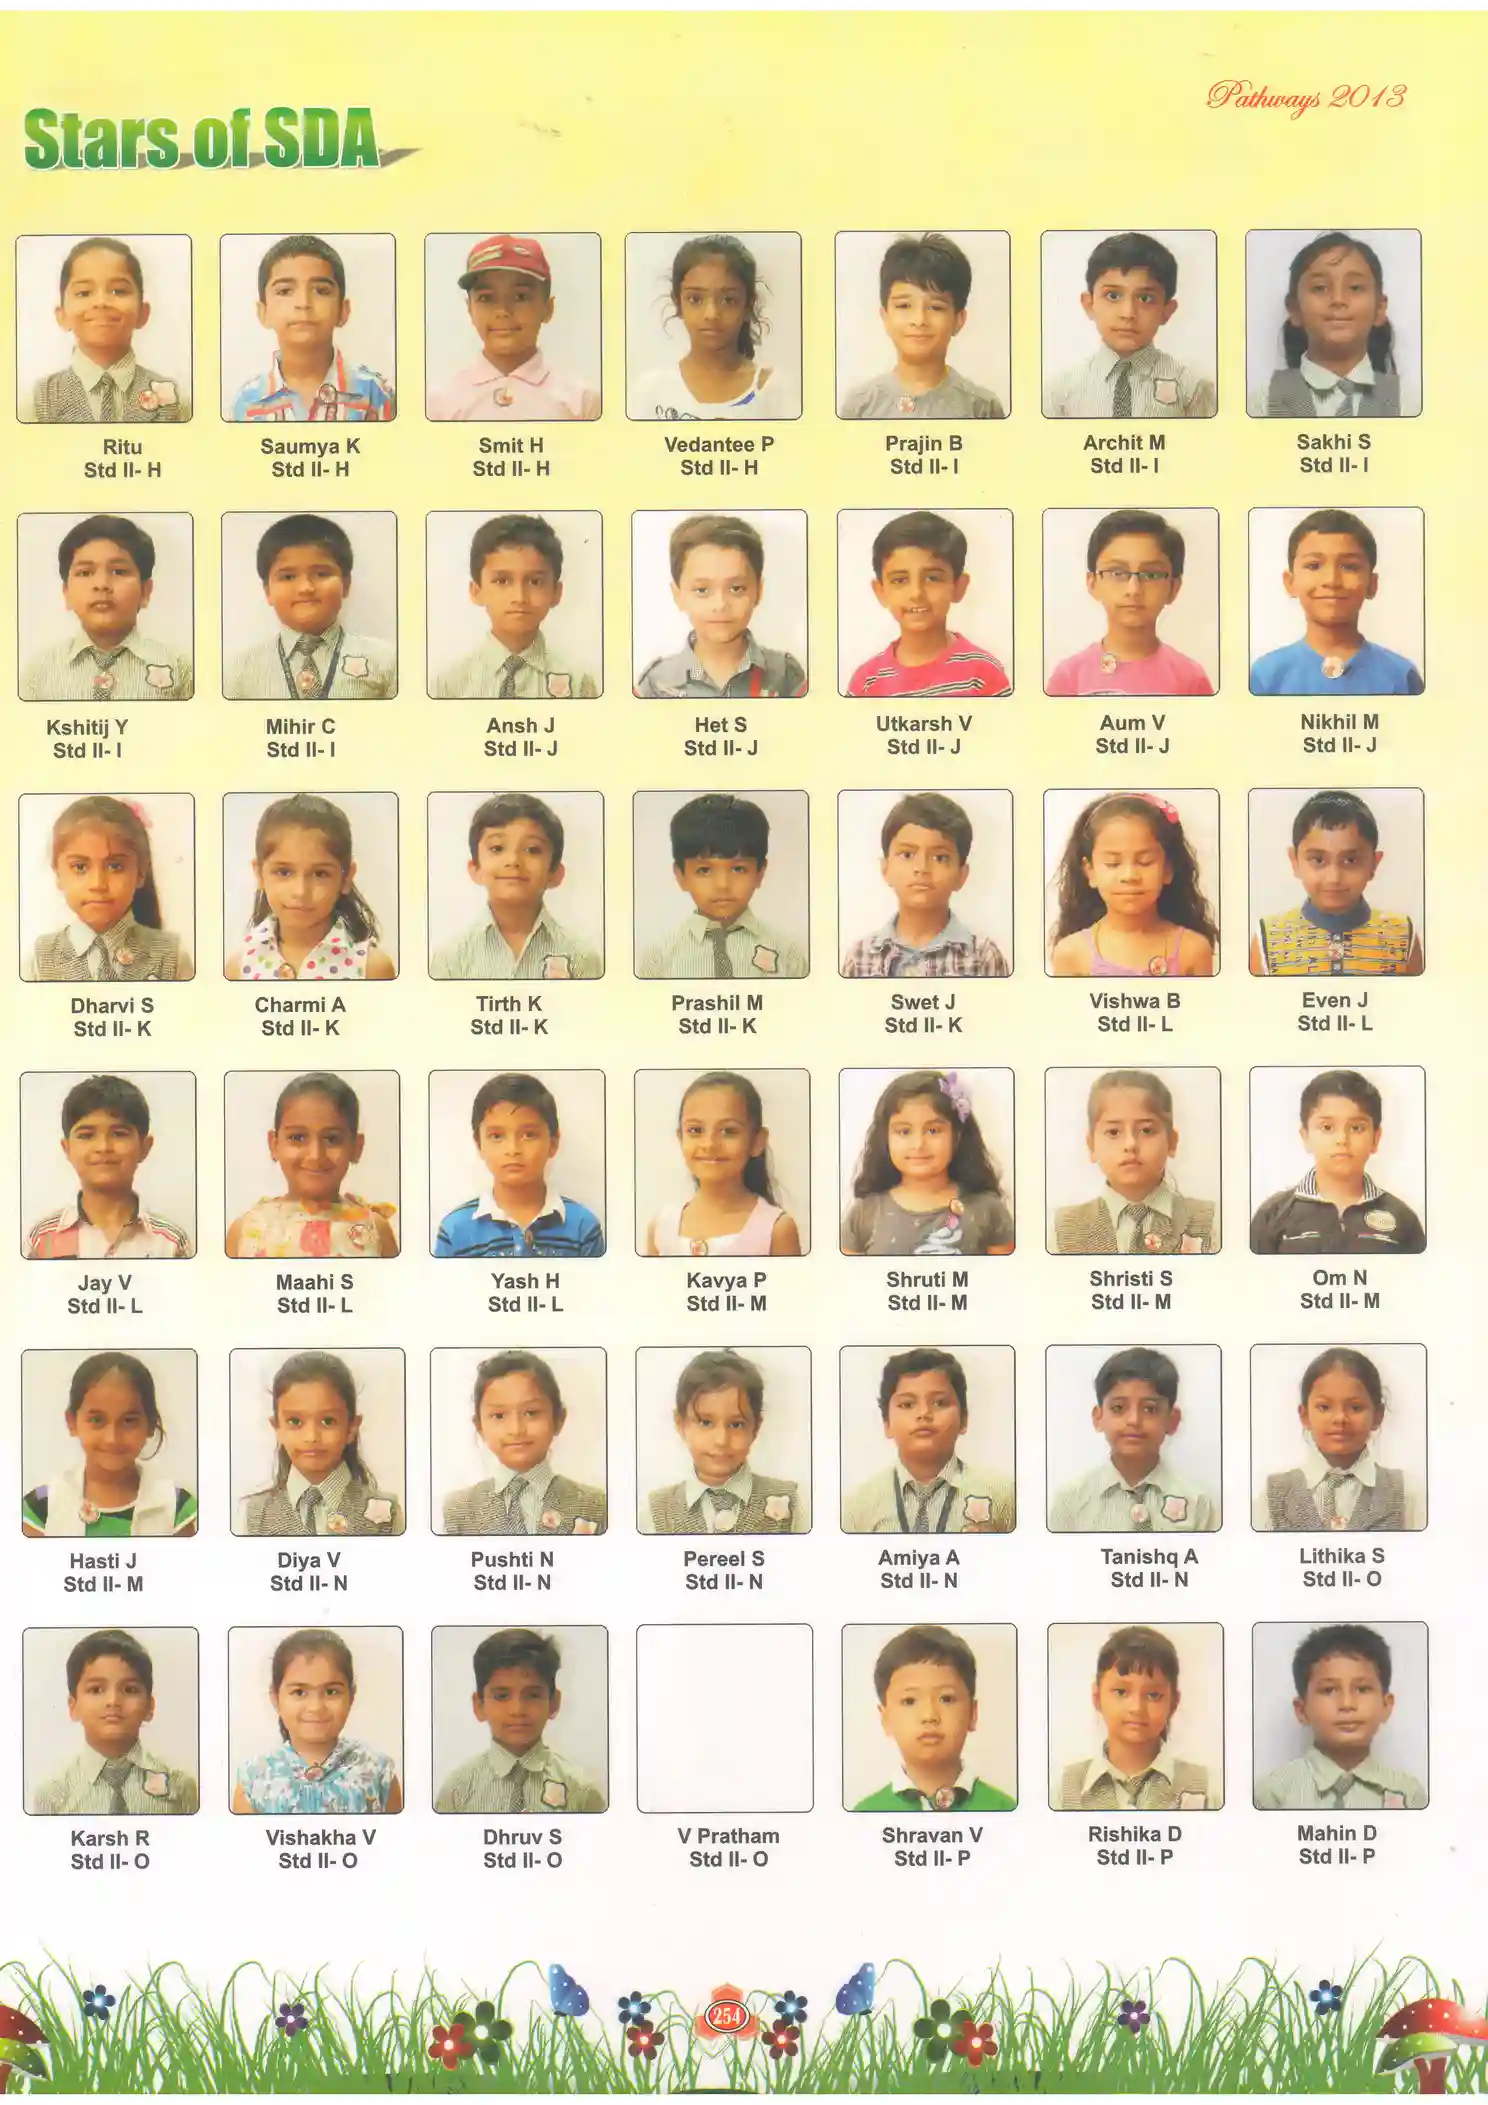 Pathways 2013
Stars of SDA
Ritu
Std II- H
Saumya K
Std II- H
Smit H
Std II- H
Vedantee P
Std II- H
Prajin B
Std II- I
Archit M
Std II- I
Sakhi S
Std II- I
Kshitij Y
Std II- I
Mihir C
Std II- I
Ansh J
Std II- J
Het S
Std II- J
Utkarsh V
Std II- J
Aum V
Std II- J
Nikhil M
Std II- J
Dharvi S
Std II- K
Charmi A
Std II- K
Tirth K
Std II- K
Prashil M
Std II- K
Swet J
Std II- K
Vishwa B
Std II- L
Even J
Std II- L
Jay V
Std II- L
Maahi S
Std II- L
Yash H
Std II- L
Kavya P
Std II- M
Shruti M
Std II- M
Shristi S
Std II- M
Om N
Std II- M
Hasti J
Std II- M
Diya V
Std II- N
Pushti N
Std II- N
Pereel S
Std II- N
Amiya A
Std II- N
Tanishq A
Std II- N
Lithika S
Std II- O
Karsh R
Std II- O
Vishakha V
Std II- O
Dhruv S
Std II- O
V Pratham
Std II- O
Shravan V
Std II- P
Rishika D
Std II- P
Mahin D
Std II- P
254